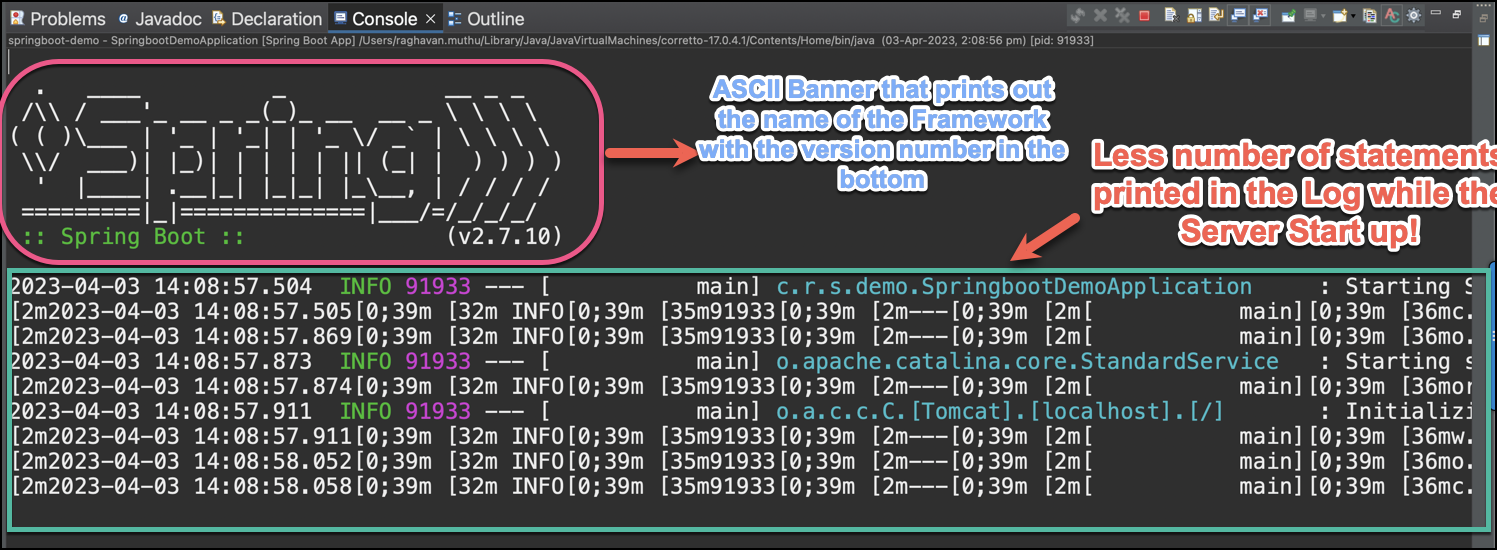 Problems @ Javadoc Declaration Console × Outline
springboot-demo - SpringbootDemoApplication [Spring Boot App] /Users/raghavan.muthu/Library/Java/JavaVirtualMachines/corretto-17.0.4.1/Contents/Home/bin/java (03-Apr-2023, 2:08:56 pm) [pid: 91933]
  .   ____          _            __ _ _
 /\\ / ___'_ __ _ _(_)_ __  __ _ \ \ \ \
( ( )\___ | '_ | '_| | '_ \/ _` | \ \ \ \
 \\/  ___)| |_)| | | | | || (_| |  ) ) ) )
  '  |____| .__|_| |_|_| |_\__, | / / / /
 =========|_|==============|___/=/_/_/_/
 :: Spring Boot ::               (v2.7.10)
ASCII Banner that prints out
the name of the Framework
with the version number in the
bottom
Less number of statements
printed in the Log while the
Server Start up!
2023-04-03 14:08:57.504  INFO 91933 --- [           main] c.r.s.demo.SpringbootDemoApplication     : Starting S
[2m2023-04-03 14:08:57.505[0;39m [32m INFO[0;39m [35m91933[0;39m [2m---[0;39m [2m[           main][0;39m [36mc.
[2m2023-04-03 14:08:57.869[0;39m [32m INFO[0;39m [35m91933[0;39m [2m---[0;39m [2m[           main][0;39m [36mo.
2023-04-03 14:08:57.873  INFO 91933 --- [           main] o.apache.catalina.core.StandardService   : Starting s
[2m2023-04-03 14:08:57.874[0;39m [32m INFO[0;39m [35m91933[0;39m [2m---[0;39m [2m[           main][0;39m [36mor
2023-04-03 14:08:57.911  INFO 91933 --- [           main] o.a.c.c.C.[Tomcat].[localhost].[/]       : Initializi
[2m2023-04-03 14:08:57.911[0;39m [32m INFO[0;39m [35m91933[0;39m [2m---[0;39m [2m[           main][0;39m [36mw.
[2m2023-04-03 14:08:58.052[0;39m [32m INFO[0;39m [35m91933[0;39m [2m---[0;39m [2m[           main][0;39m [36mo.
[2m2023-04-03 14:08:58.058[0;39m [32m INFO[0;39m [35m91933[0;39m [2m---[0;39m [2m[           main][0;39m [36mc.